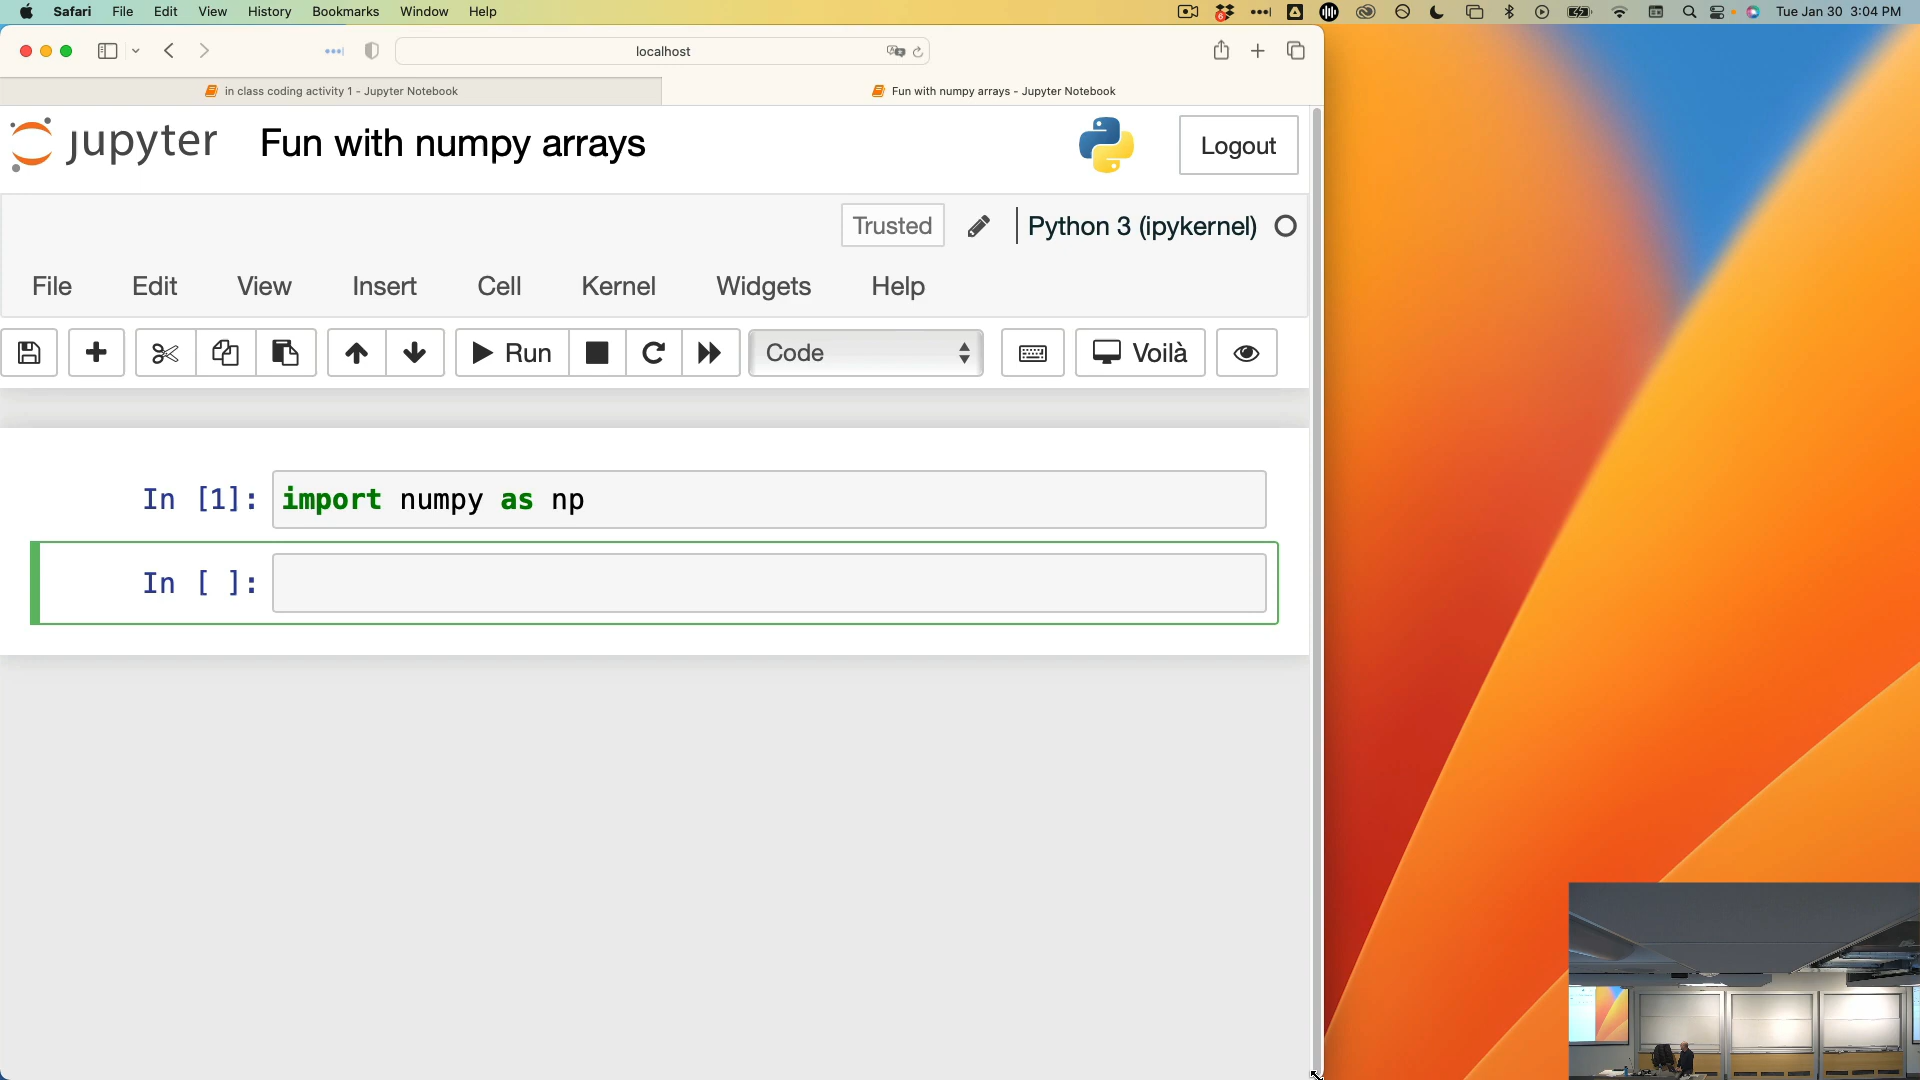 Safari File Edit View History Bookmarks Window Help Tue Jan 30 3:04 PM
localhost
in class coding activity 1 - Jupyter Notebook
Fun with numpy arrays - Jupyter Notebook
jupyter Fun with numpy arrays
Logout
Trusted Python 3 (ipykernel)
File Edit View Insert Cell Kernel Widgets Help
Run Code Voilà
In [1]: import numpy as np
In [ ]: